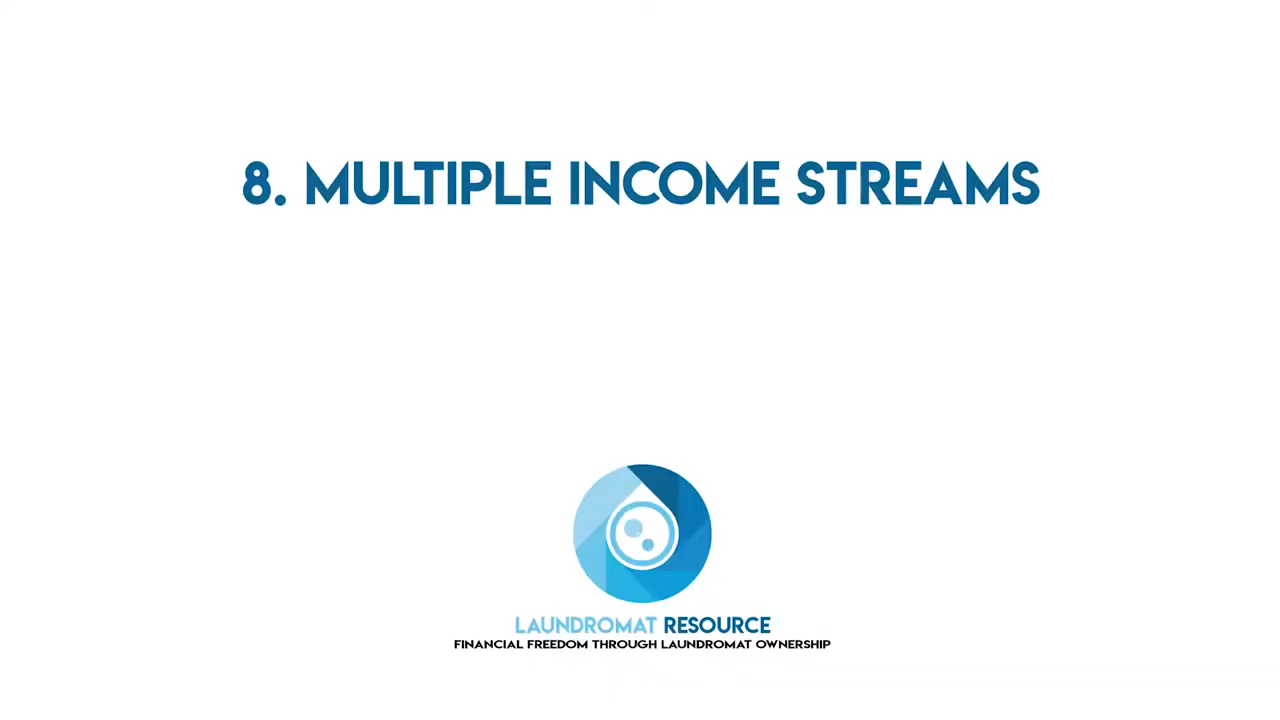 8. MULTIPLE INCOME STREAMS
LAUNDROMAT RESOURCE
FINANCIAL FREEDOM THROUGH LAUNDROMAT OWNERSHIP